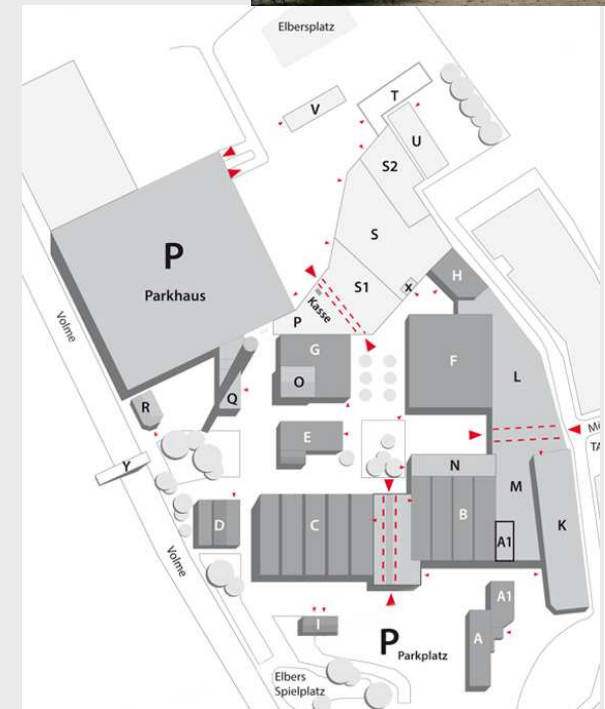 Elbersplatz
V
T
U
S2
S
P
Parkhaus
H
S1
x
Kasse
P
L
Volme
G
F
O
Q
R
E
Y
N
M
K
D
C
B
A1
Volme
A1
I
P Parkplatz
A
Elbers
Spielplatz